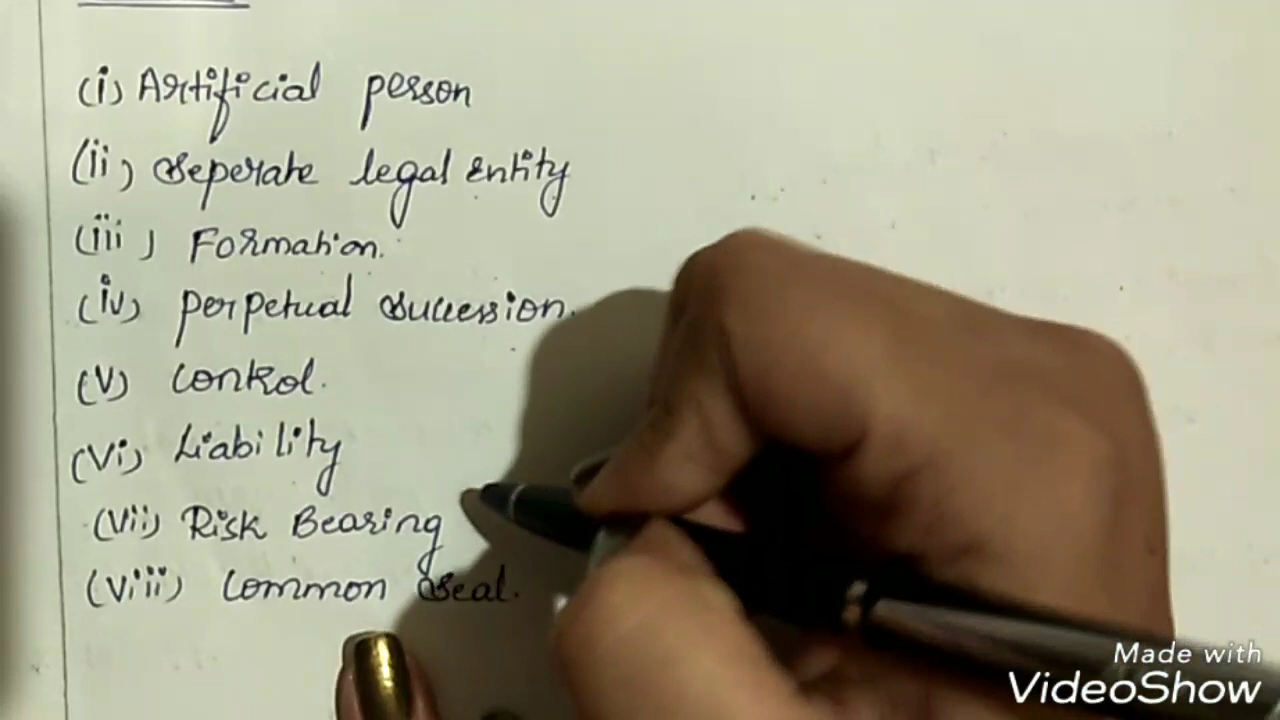 (i) Artificial person
(ii) Seperate legal entity
(iii) Formation.
(iv) Perpetual Succession.
(v) Control.
(vi) Liability
(vii) Risk Bearing
(viii) Common Seal.
Made with
VideoShow